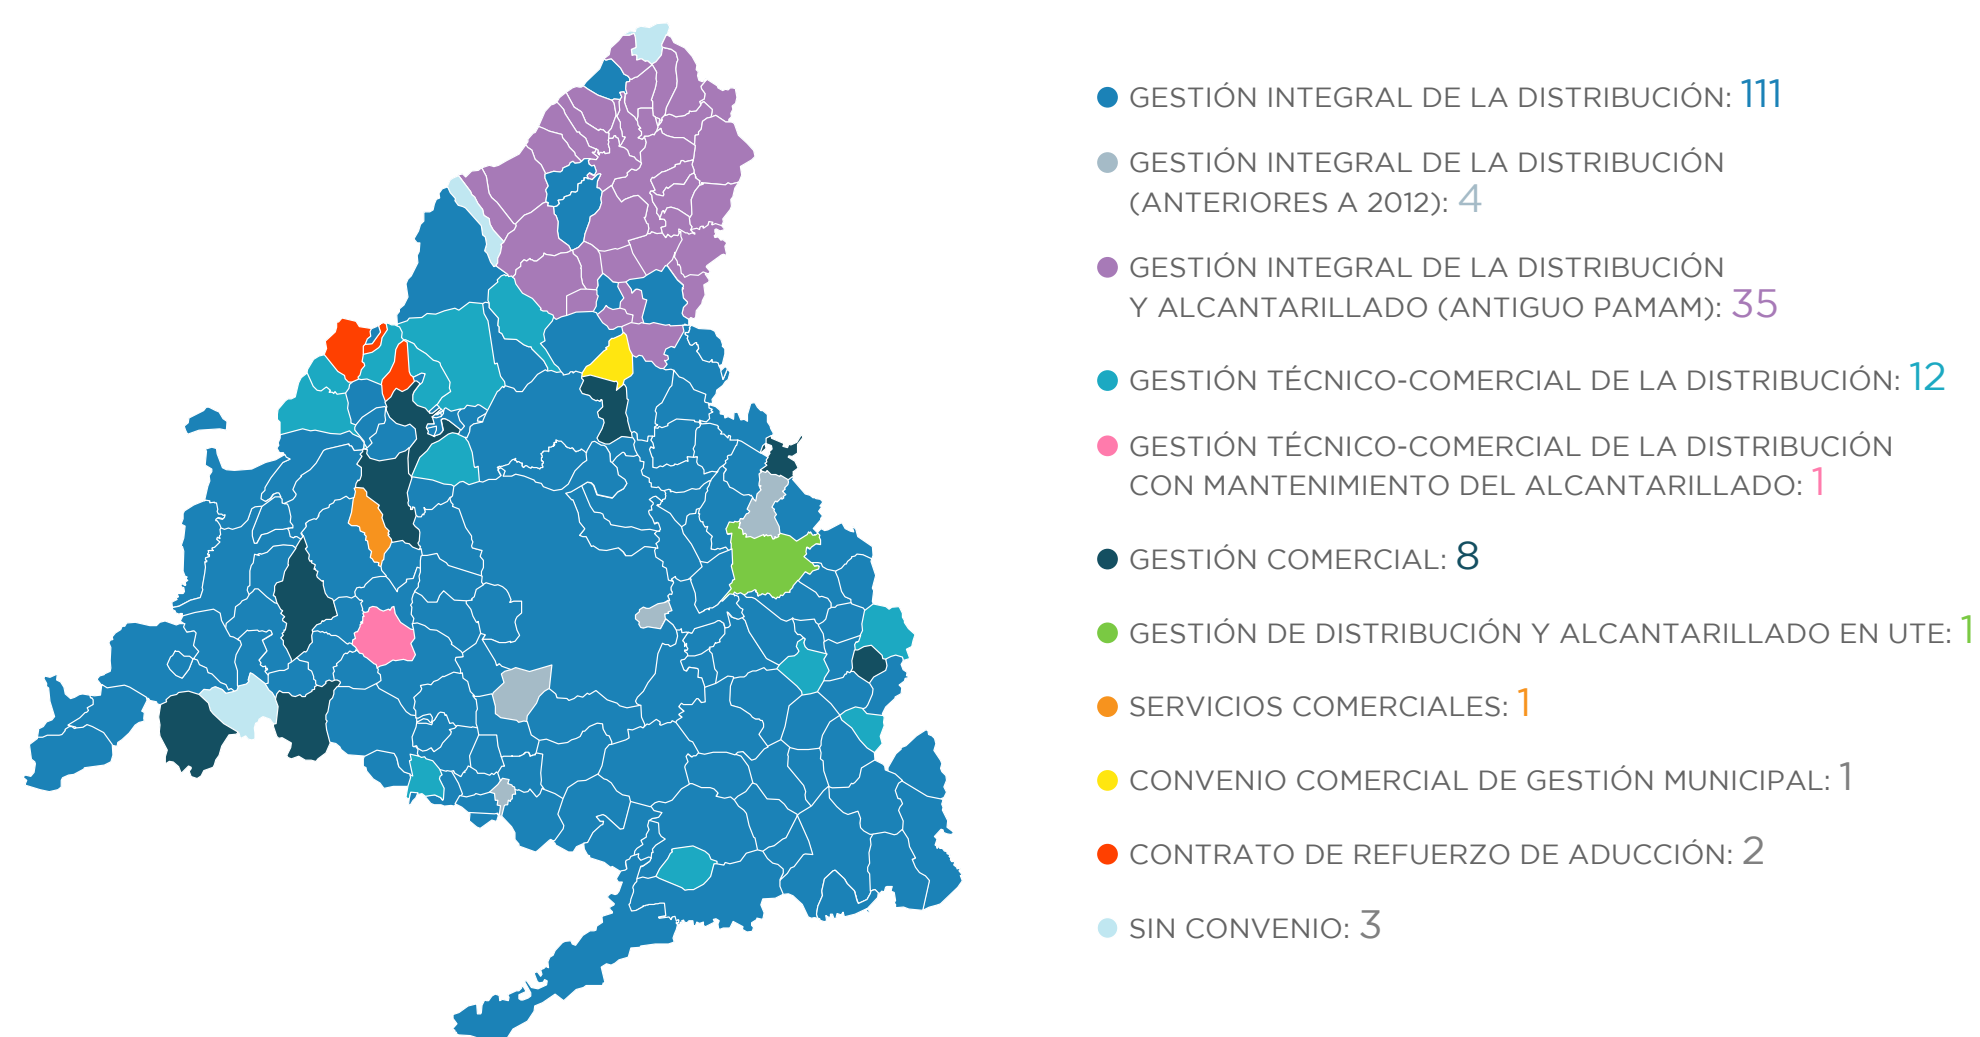 GESTIÓN INTEGRAL DE LA DISTRIBUCIÓN: 111
GESTIÓN INTEGRAL DE LA DISTRIBUCIÓN
(ANTERIORES A 2012): 4
GESTIÓN INTEGRAL DE LA DISTRIBUCIÓN
Y ALCANTARILLADO (ANTIGUO PAMAM): 35
GESTIÓN TÉCNICO-COMERCIAL DE LA DISTRIBUCIÓN: 12
GESTIÓN TÉCNICO-COMERCIAL DE LA DISTRIBUCIÓN
CON MANTENIMIENTO DEL ALCANTARILLADO: 1
GESTIÓN COMERCIAL: 8
GESTIÓN DE DISTRIBUCIÓN Y ALCANTARILLADO EN UTE: 1
SERVICIOS COMERCIALES: 1
CONVENIO COMERCIAL DE GESTIÓN MUNICIPAL: 1
CONTRATO DE REFUERZO DE ADUCCIÓN: 2
SIN CONVENIO: 3